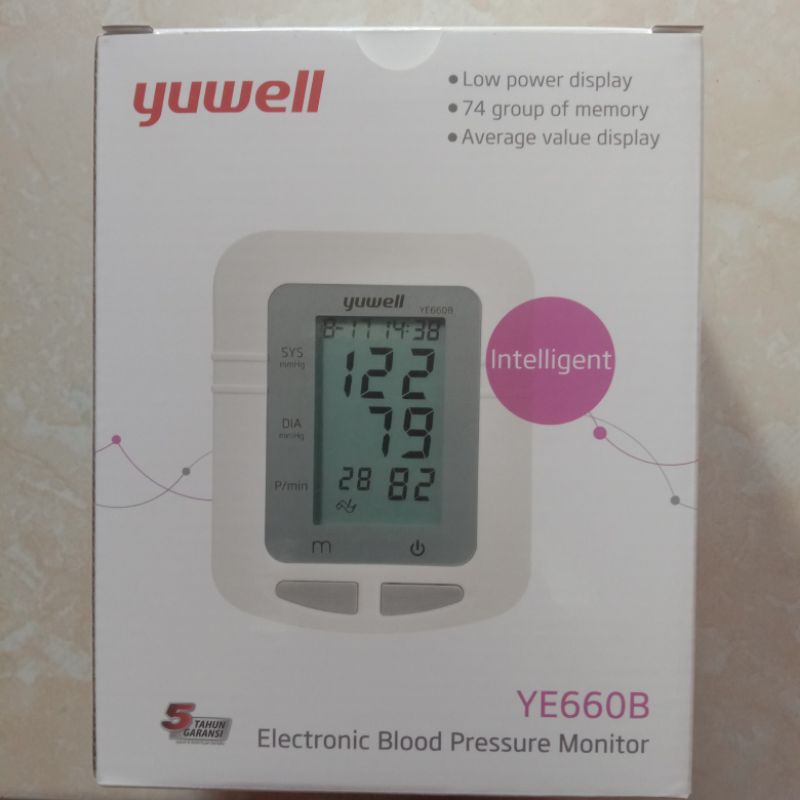 yuwell
• Low power display
• 74 group of memory
• Average value display
yuwell
YE660B
8-17 14:38
SYS
mmHg
122
DIA
mmHg
79
P/min
28 82
m
Intelligent
5 TAHUN
GARANSI
YE660B
Electronic Blood Pressure Monitor